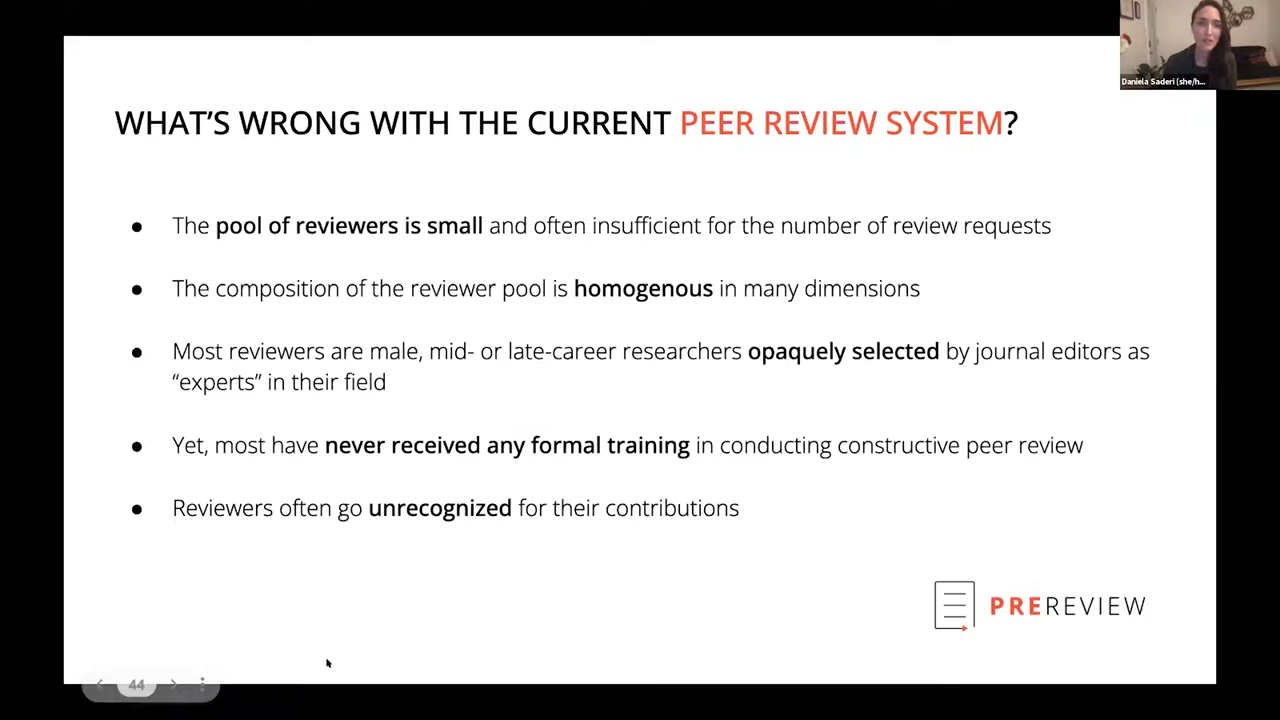 Daniela Saderi (she/h...
WHAT'S WRONG WITH THE CURRENT PEER REVIEW SYSTEM?
● The pool of reviewers is small and often insufficient for the number of review requests
● The composition of the reviewer pool is homogenous in many dimensions
● Most reviewers are male, mid- or late-career researchers opaquely selected by journal editors as
“experts” in their field
● Yet, most have never received any formal training in conducting constructive peer review
● Reviewers often go unrecognized for their contributions
PREREVIEW
44